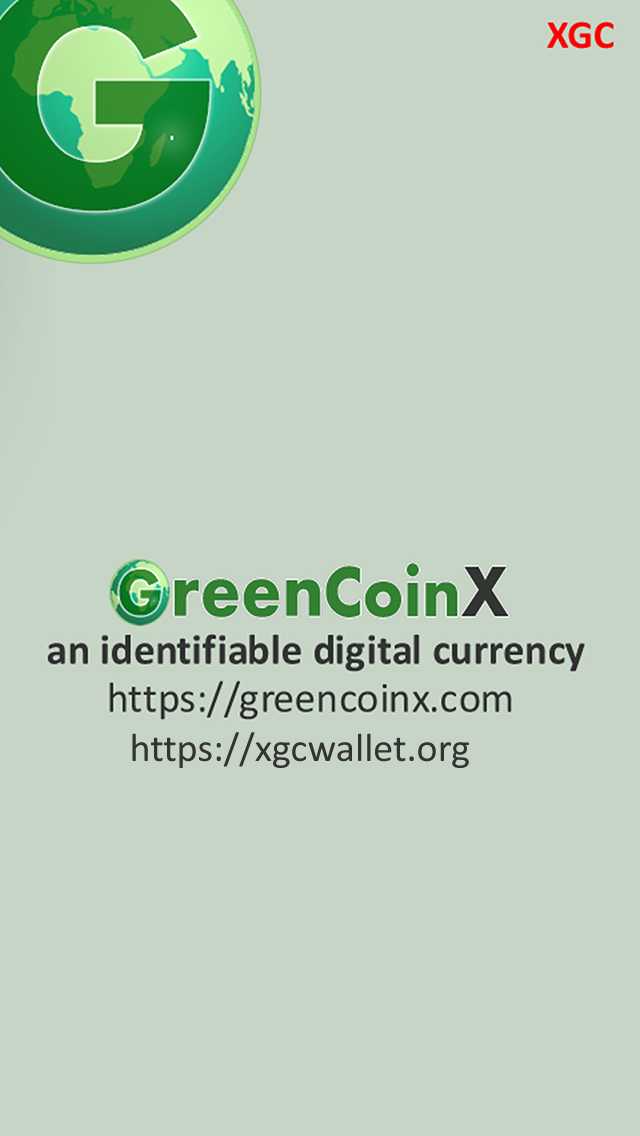 XGC
G
GreenCoinX
an identifiable digital currency
https://greencoinx.com
https://xgcwallet.org